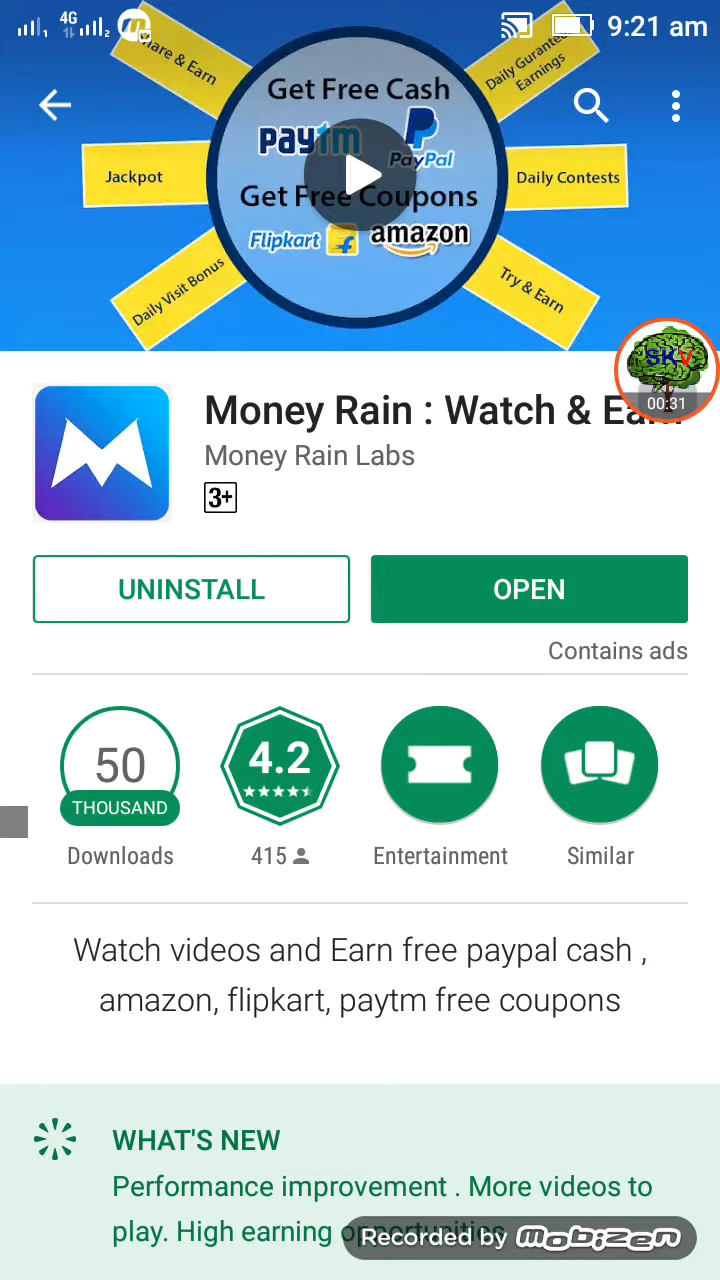 4G 9:21 am
Share & Earn
Daily Gurantee
Earnings
Get Free Cash
paytm PayPal
Jackpot
Daily Contests
Get Free Coupons
Flipkart amazon
Daily Visit Bonus
Try & Earn
SKV
00:31
Money Rain : Watch & Earn
Money Rain Labs
3+
UNINSTALL
OPEN
Contains ads
50
THOUSAND
Downloads
4.2
415
Entertainment
Similar
Watch videos and Earn free paypal cash ,
amazon, flipkart, paytm free coupons
WHAT'S NEW
Performance improvement . More videos to
play. High earning opportunities
Recorded by mobizen